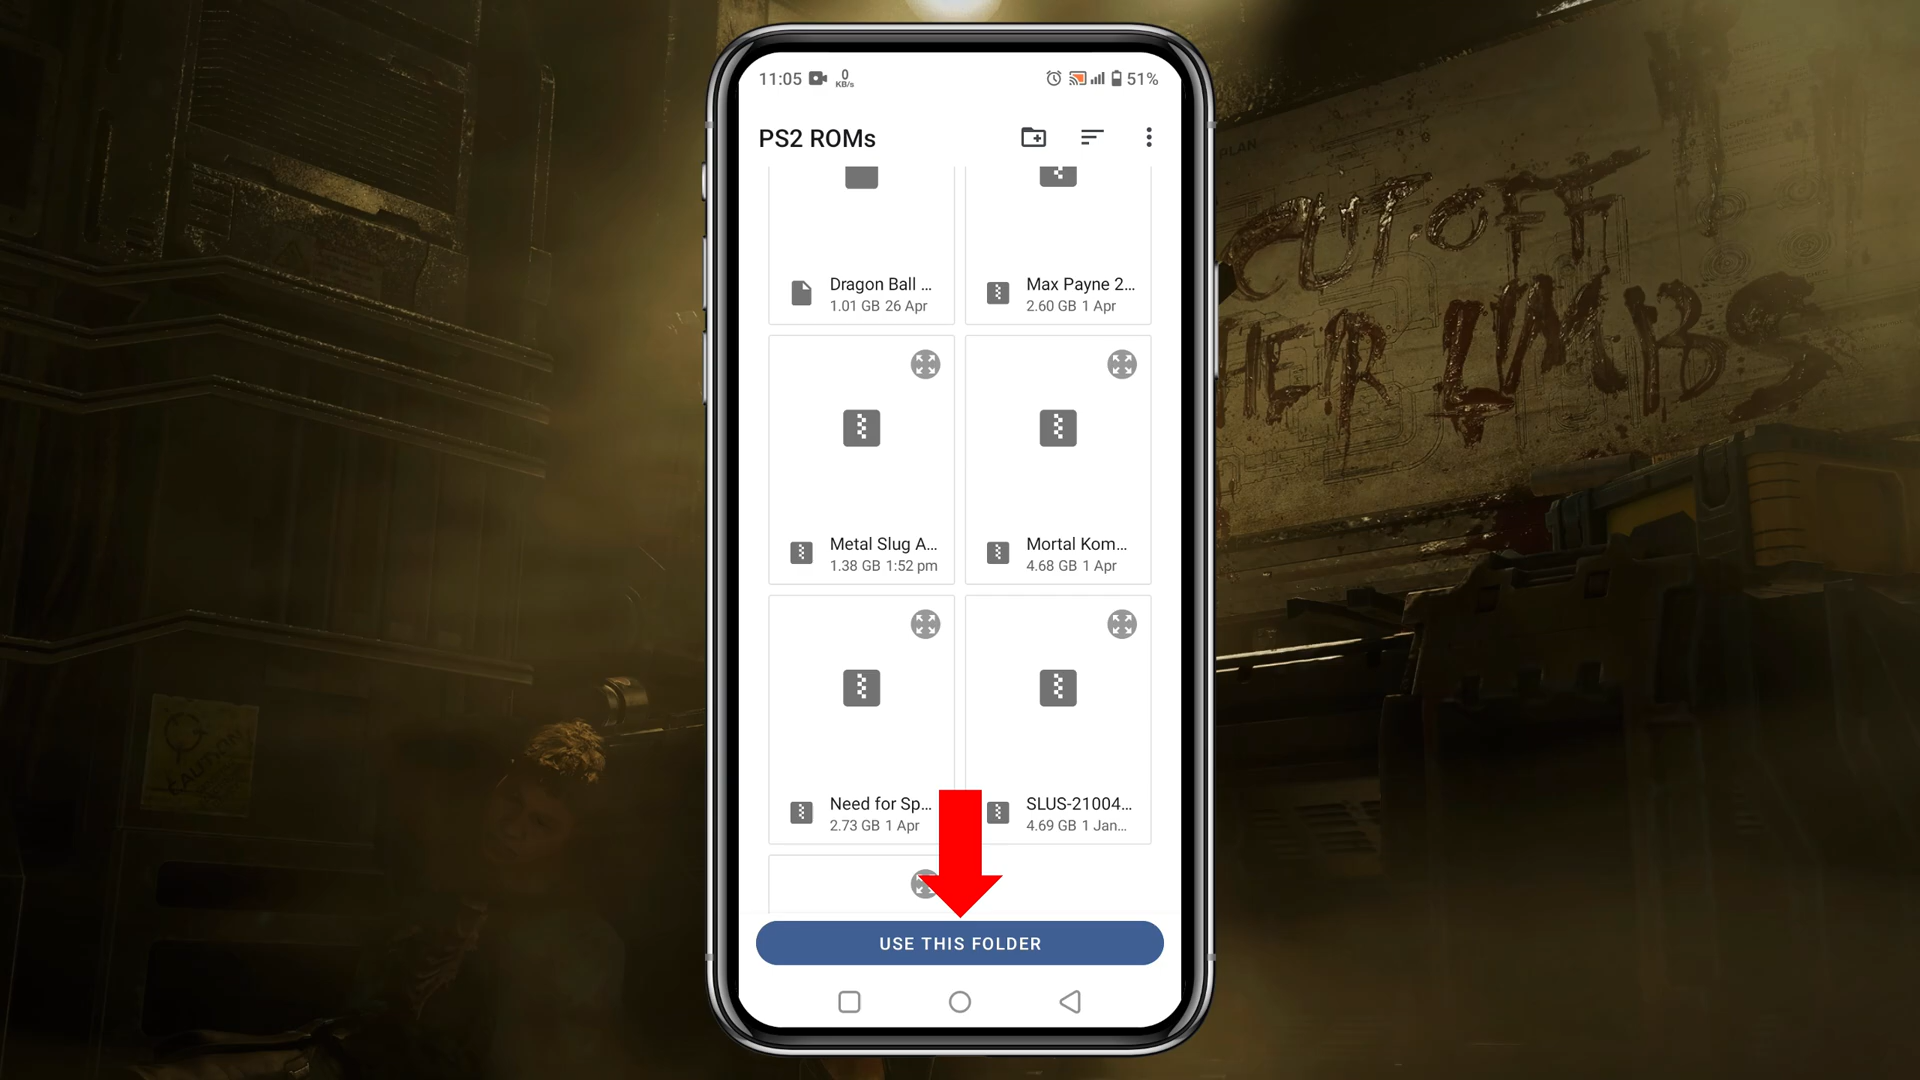 11:05 0 KB/s 51%
PS2 ROMs
Dragon Ball ...
1.01 GB 26 Apr
Max Payne 2...
2.60 GB 1 Apr
Metal Slug A...
1.38 GB 1:52 pm
Mortal Kom...
4.68 GB 1 Apr
Need for Sp...
2.73 GB 1 Apr
SLUS-21004...
4.69 GB 1 Jan...
USE THIS FOLDER
PLAN
CUT OFF
HER LIMBS
CAUTION